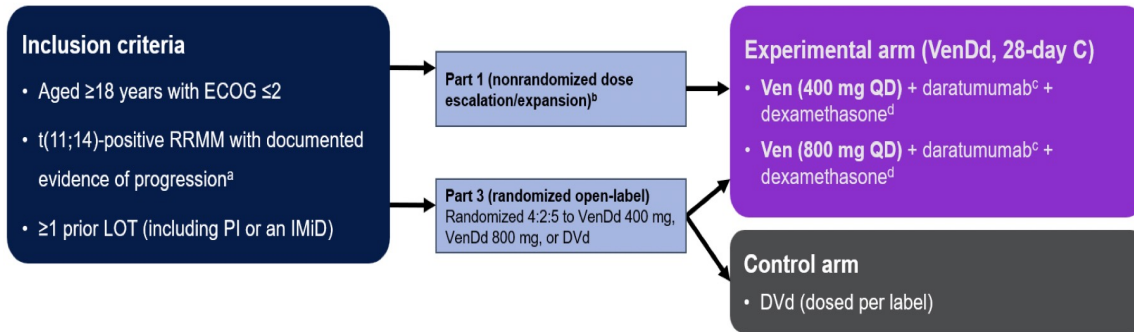 Inclusion criteria
• Aged ≥18 years with ECOG ≤2
• t(11;14)-positive RRMM with documented
evidence of progressionᵃ
• ≥1 prior LOT (including PI or an IMiD)
Part 1 (nonrandomized dose
escalation/expansion)ᵇ
Part 3 (randomized open-label)
Randomized 4:2:5 to VenDd 400 mg,
VenDd 800 mg, or DVd
Experimental arm (VenDd, 28-day C)
• Ven (400 mg QD) + daratumumabᶜ +
dexamethasoneᵈ
• Ven (800 mg QD) + daratumumabᶜ +
dexamethasoneᵈ
Control arm
• DVd (dosed per label)